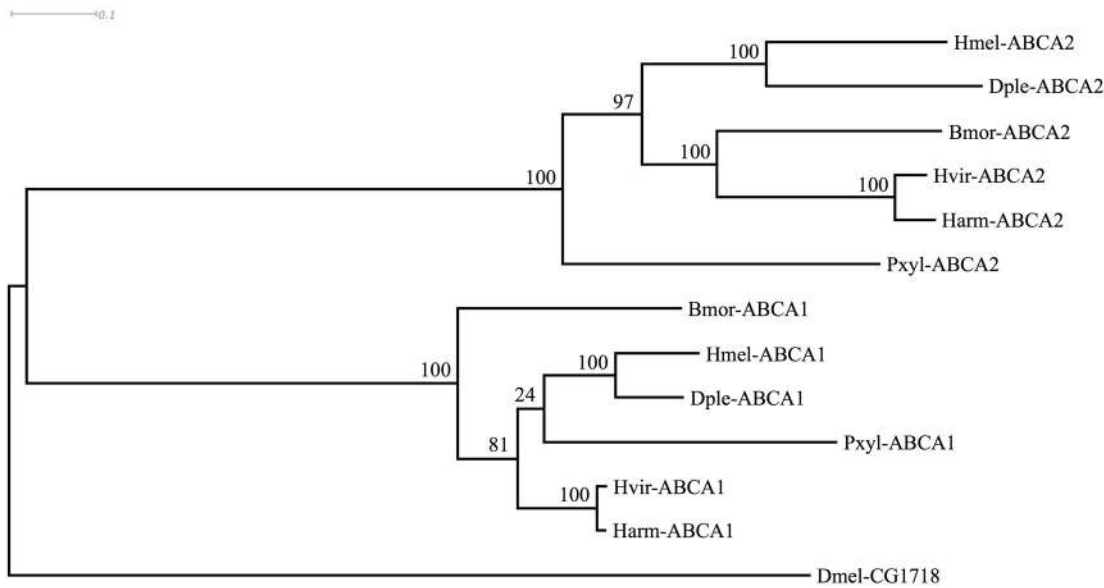 0.1
100
Hmel-ABCA2
Dple-ABCA2
97
Bmor-ABCA2
100
100
Hvir-ABCA2
100
Harm-ABCA2
Pxyl-ABCA2
Bmor-ABCA1
100
Hmel-ABCA1
100
Dple-ABCA1
24
Pxyl-ABCA1
81
Hvir-ABCA1
100
Harm-ABCA1
Dmel-CG1718